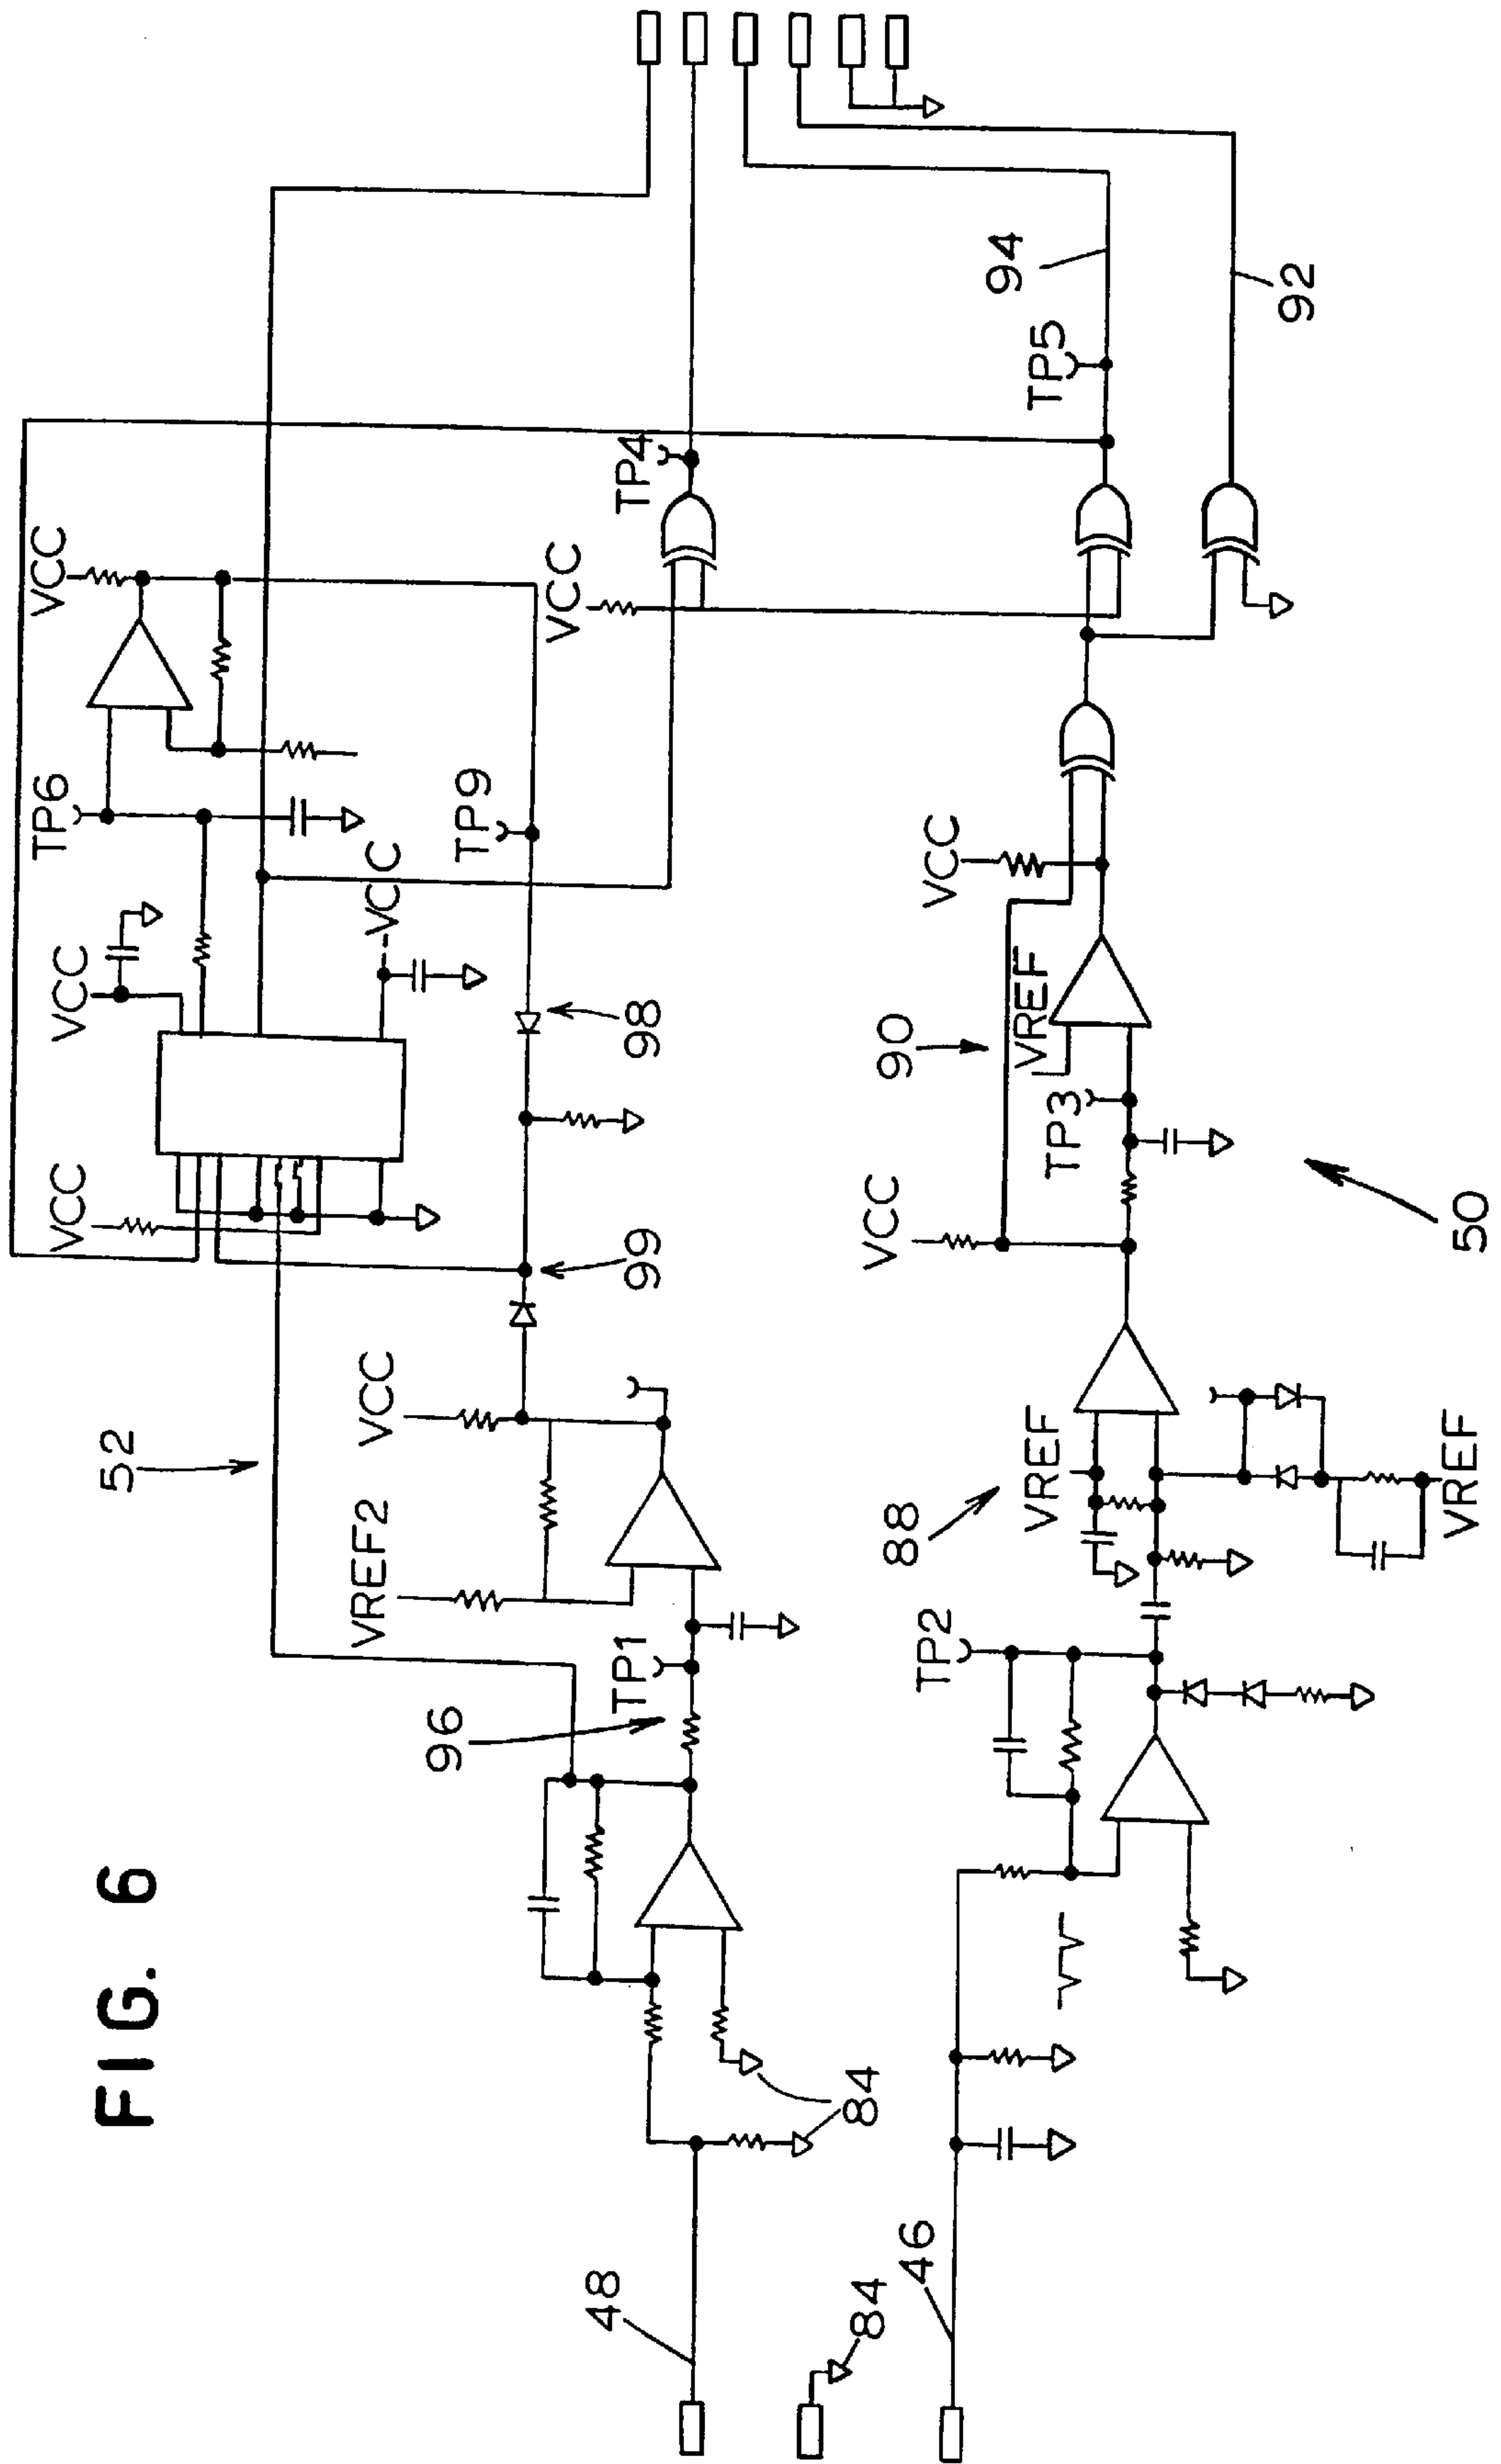 FIG. 6
VCC
TP6
VCC
VCC
52
VCC
TP9
VCC
98
99
VCC
VREF2
TP4
VCC
96
TP1
84
48
84
TP5
94
92
VCC
VREF
90
TP3
VCC
50
VREF
88
VREF
TP2
46